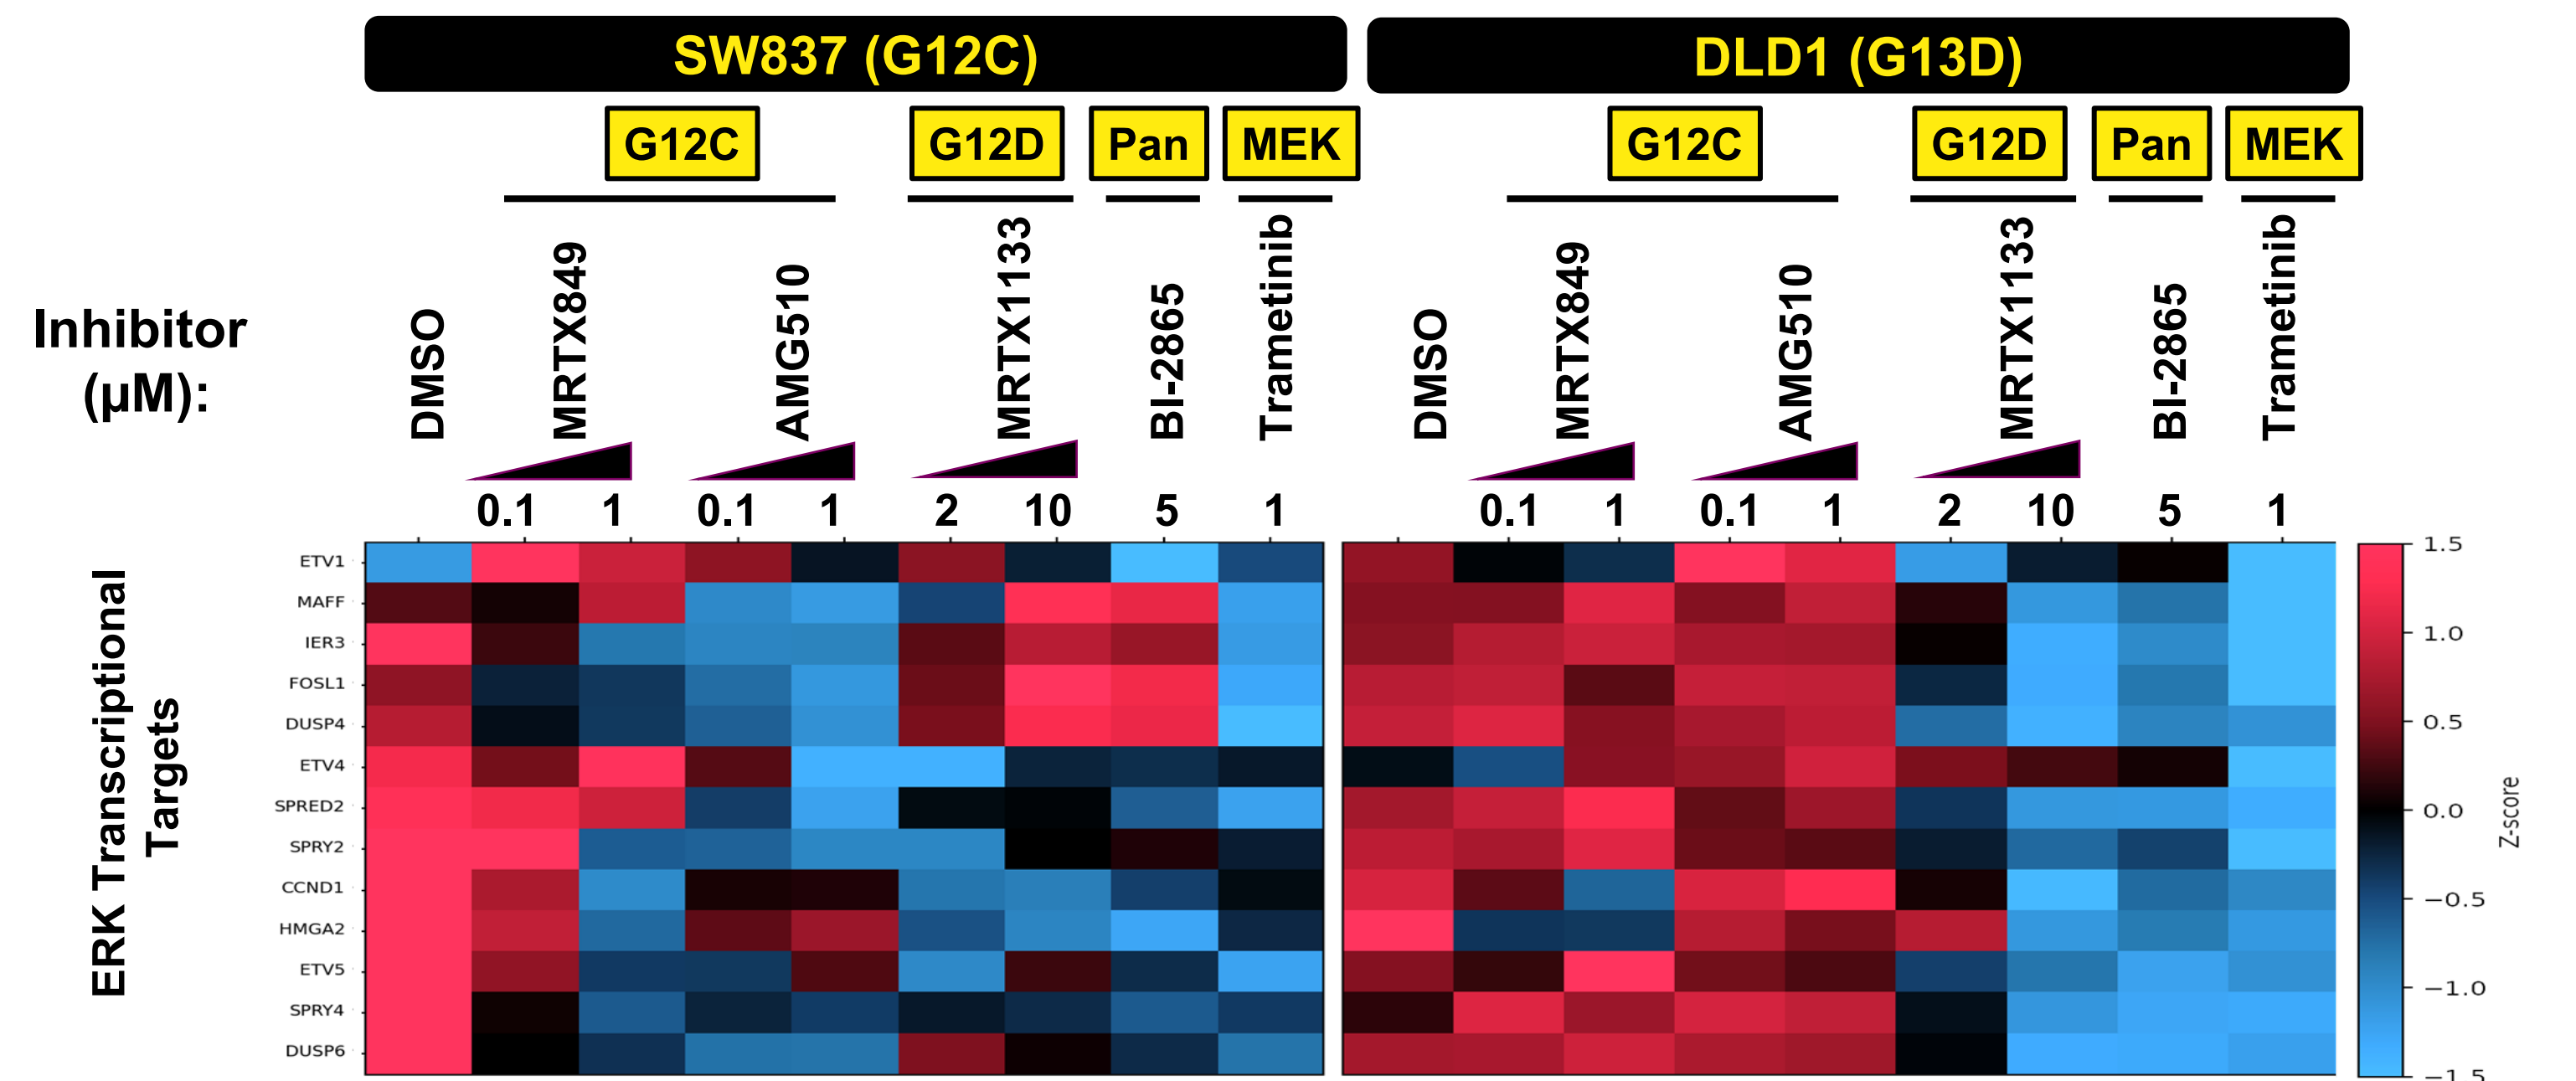 SW837 (G12C)
DLD1 (G13D)
G12C
G12D
Pan
MEK
G12C
G12D
Pan
MEK
Inhibitor
(µM):
DMSO
MRTX849
AMG510
MRTX1133
BI-2865
Trametinib
DMSO
MRTX849
AMG510
MRTX1133
BI-2865
Trametinib
0.1 1 0.1 1 2 10 5 1
0.1 1 0.1 1 2 10 5 1
ERK Transcriptional
Targets
ETV1
MAFF
IER3
FOSL1
DUSP4
ETV4
SPRED2
SPRY2
CCND1
HMGA2
ETV5
SPRY4
DUSP6
1.5
1.0
0.5
0.0
−0.5
−1.0
−1.5
Z-score